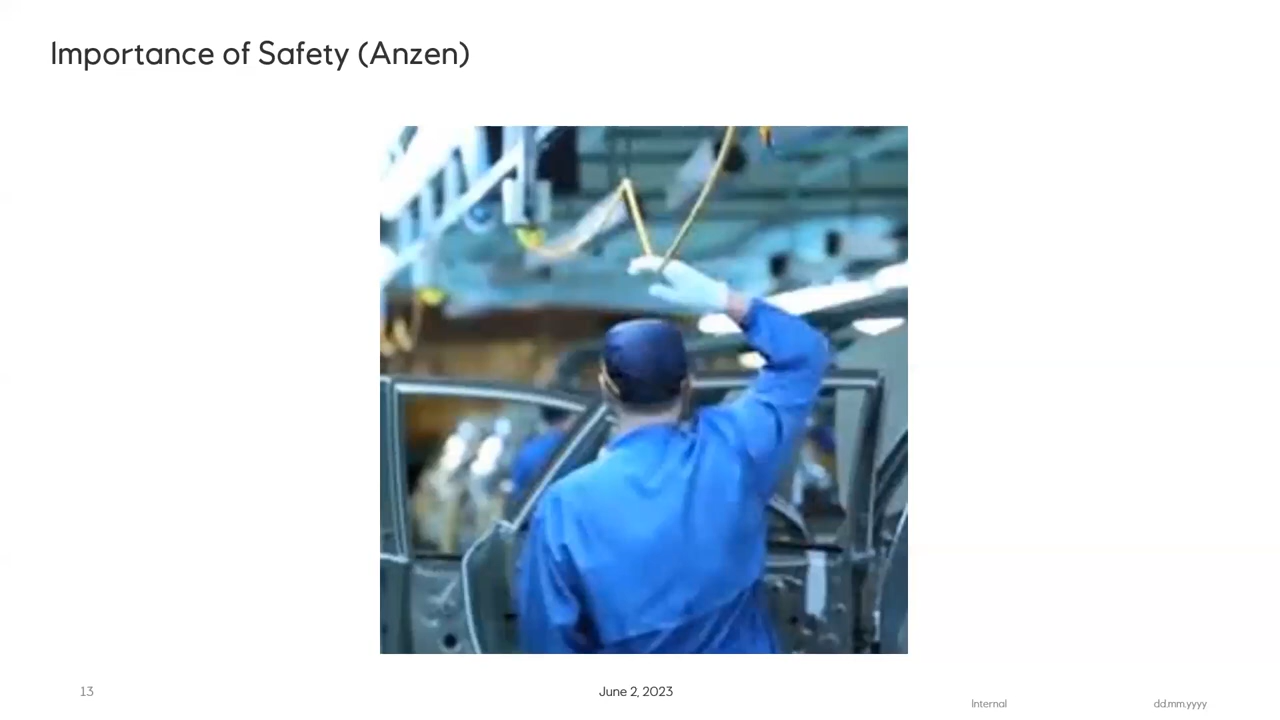 Importance of Safety (Anzen)
13
June 2, 2023
Internal
dd.mm.yyyy